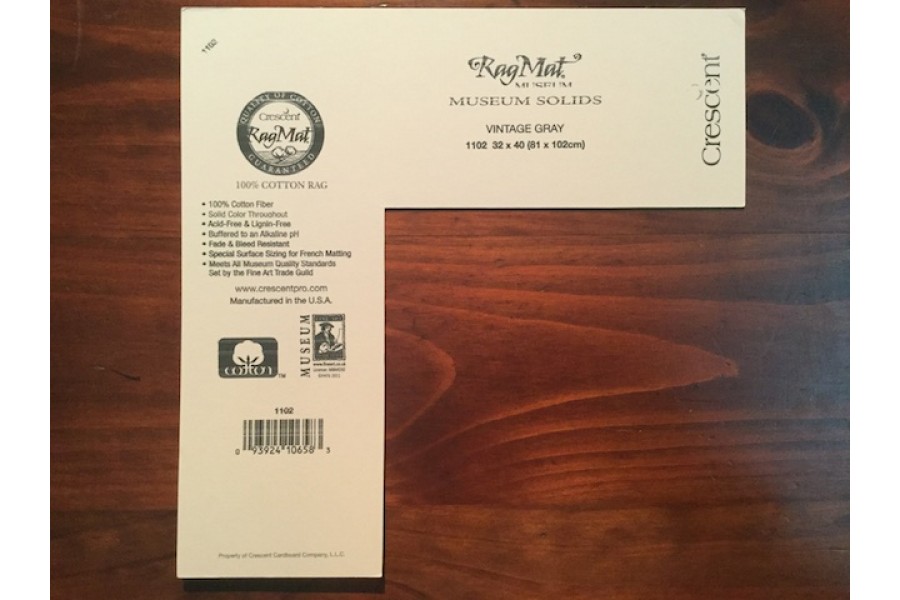 1102
RagMat
MUSEUM
MUSEUM SOLIDS
VINTAGE GRAY
1102 32 x 40 (81 x 102cm)
Crescent
QUALITY OF COTTON
Crescent
RagMat
GUARANTEED
100% COTTON RAG
• 100% Cotton Fiber
• Solid Color Throughout
• Acid-Free & Lignin-Free
• Buffered to an Alkaline pH
• Fade & Bleed Resistant
• Special Surface Sizing for French Matting
• Meets All Museum Quality Standards
Set by the Fine Art Trade Guild
www.crescentpro.com
Manufactured in the U.S.A.
cotton TM
MUSEUM
1102
0 93924 10658 3
Property of Crescent Cardboard Company, L.L.C.